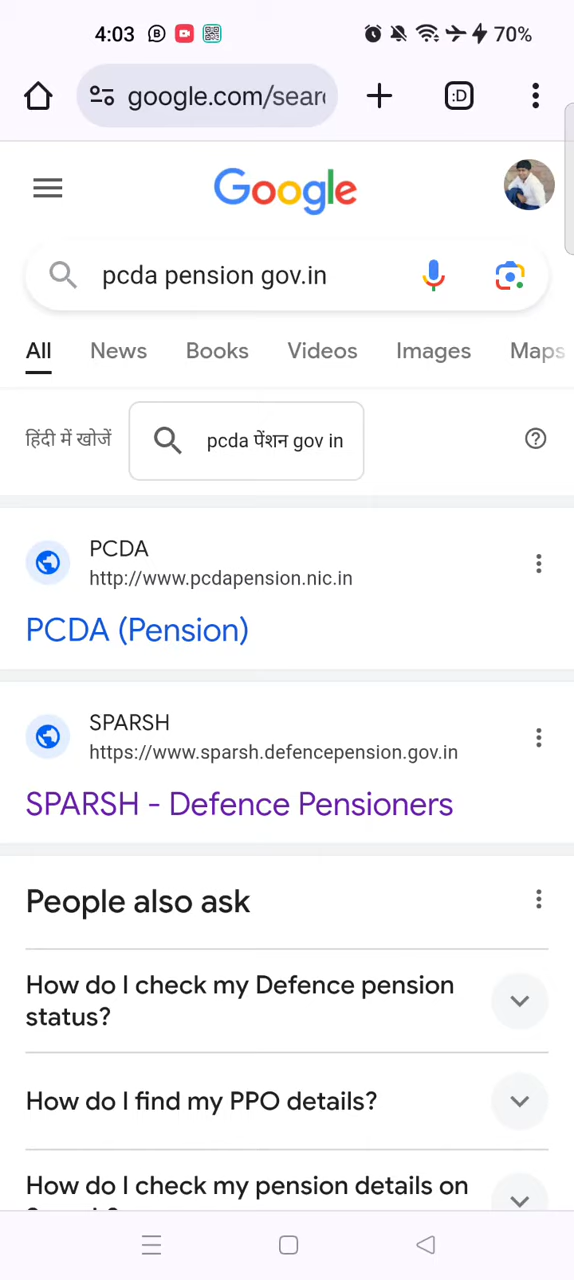 4:03 B 70%
google.com/sear
:D
Google
pcda pension gov.in
All News Books Videos Images Maps
हिंदी में खोजें
pcda पेंशन gov in
PCDA
http://www.pcdapension.nic.in
PCDA (Pension)
SPARSH
https://www.sparsh.defencepension.gov.in
SPARSH - Defence Pensioners
People also ask
How do I check my Defence pension
status?
How do I find my PPO details?
How do I check my pension details on